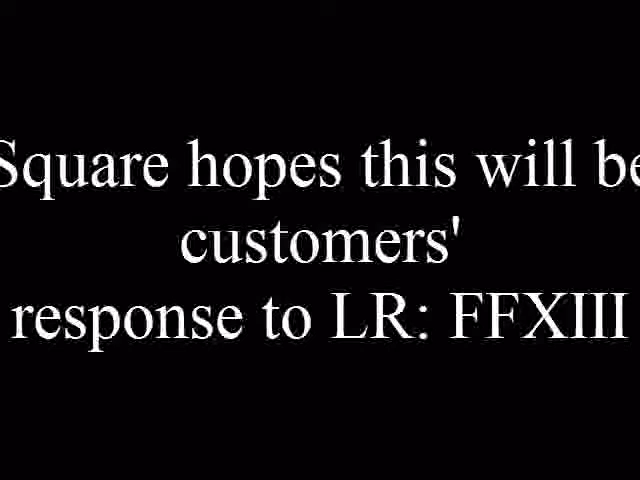 Square hopes this will be
customers'
response to LR: FFXIII